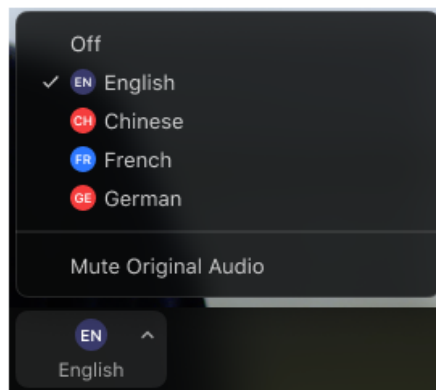 Off
EN English
CH Chinese
FR French
GE German
Mute Original Audio
EN
English